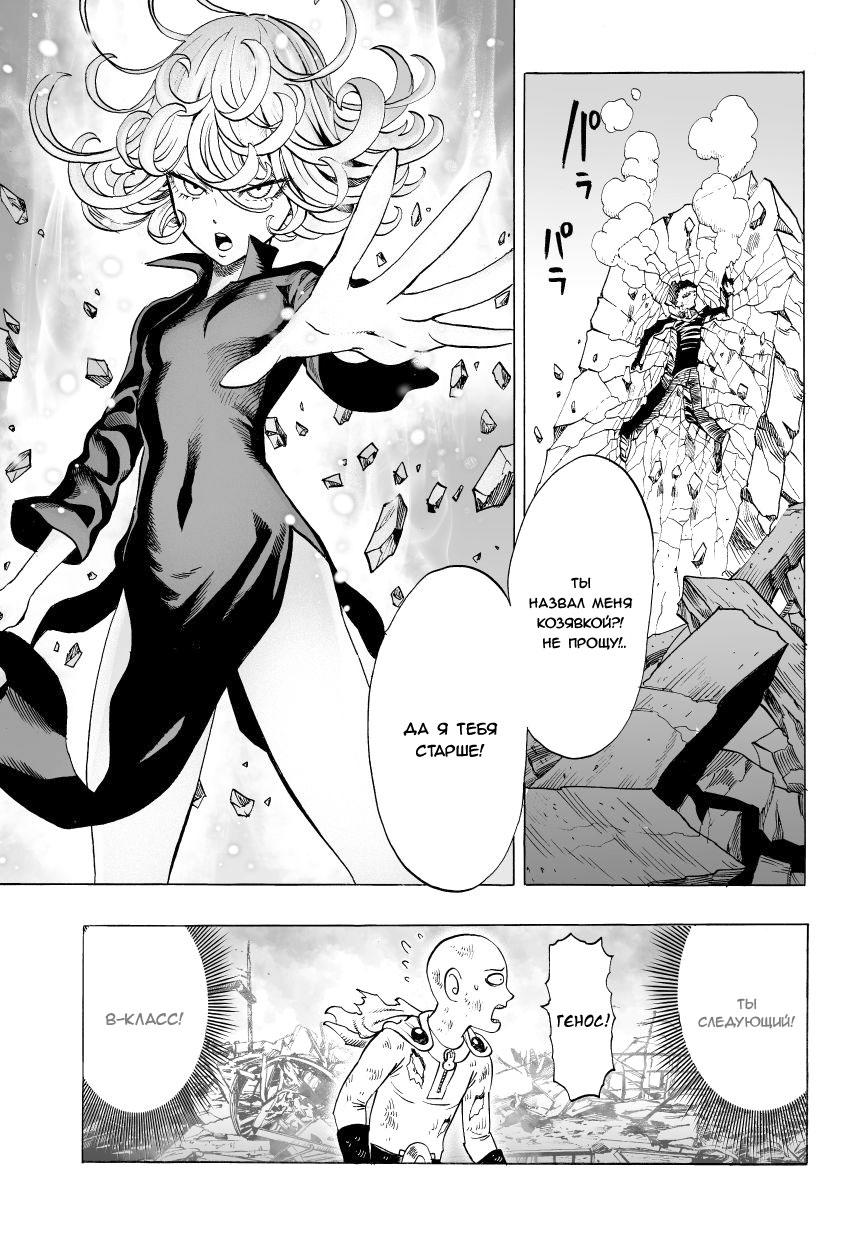 パラ
パラ
ТЫ
НАЗВАЛ МЕНЯ
КОЗЯВКОЙ?!
НЕ ПРОЩУ!..
ДА Я ТЕБЯ
СТАРШЕ!
ТЫ
СЛЕДУЮЩИЙ!
ГЕНОС!
В-КЛАСС!